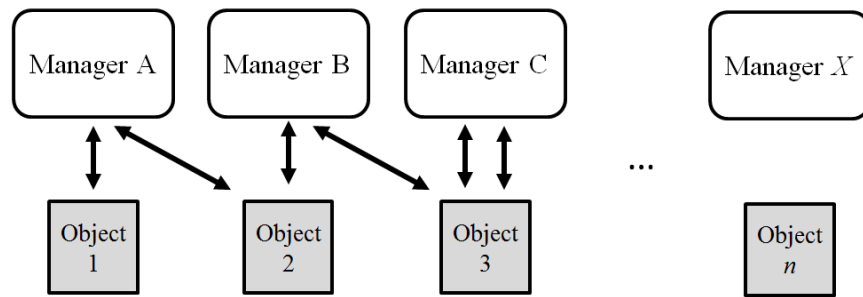 Manager A
Manager B
Manager C
Manager X
...
Object
1
Object
2
Object
3
Object
n